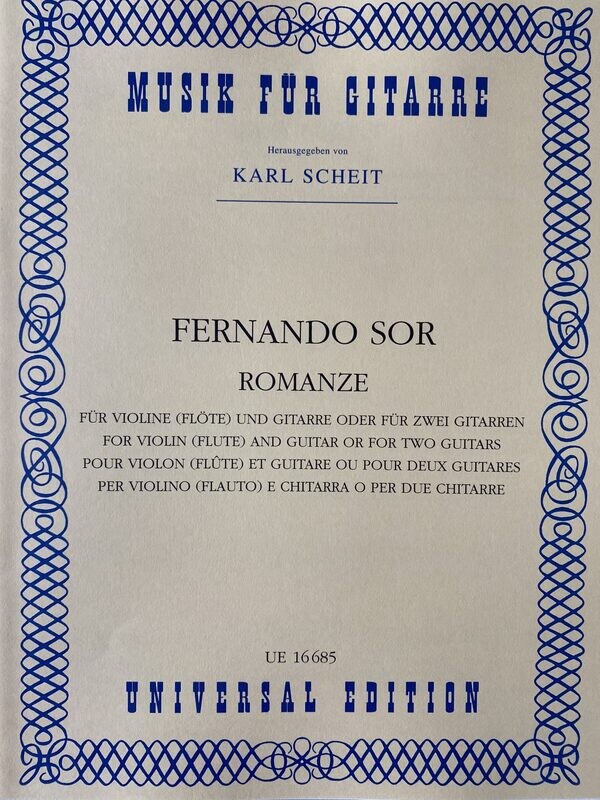 MUSIK FÜR GITARRE
Herausgegeben von
KARL SCHEIT
FERNANDO SOR
ROMANZE
FÜR VIOLINE (FLÖTE) UND GITARRE ODER FÜR ZWEI GITARREN
FOR VIOLIN (FLUTE) AND GUITAR OR FOR TWO GUITARS
POUR VIOLON (FLÛTE) ET GUITARE OU POUR DEUX GUITARES
PER VIOLINO (FLAUTO) E CHITARRA O PER DUE CHITARRE
UE 16685
UNIVERSAL EDITION